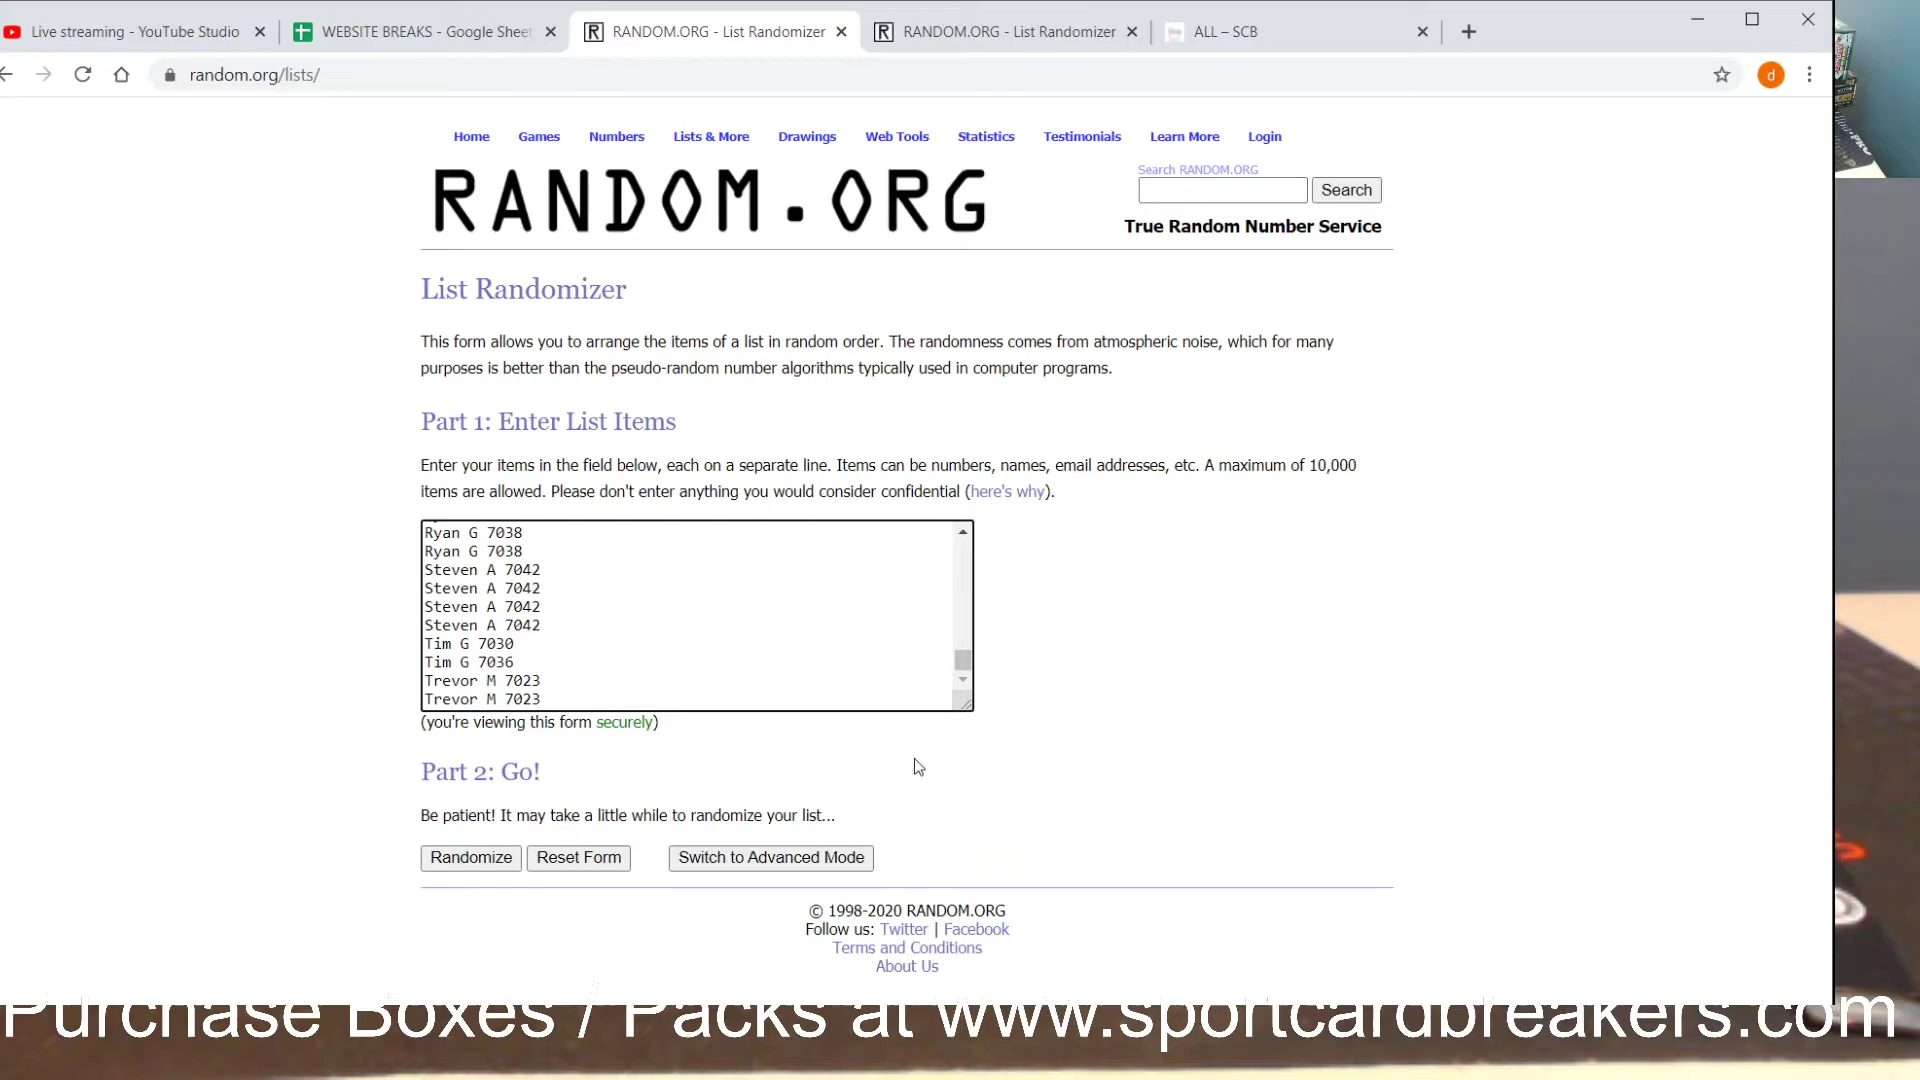 Live streaming - YouTube Studio
WEBSITE BREAKS - Google Sheet
RANDOM.ORG - List Randomizer
RANDOM.ORG - List Randomizer
ALL – SCB
random.org/lists/
d
Home Games Numbers Lists & More Drawings Web Tools Statistics Testimonials Learn More Login
RANDOM.ORG
Search RANDOM.ORG
Search
True Random Number Service
List Randomizer
This form allows you to arrange the items of a list in random order. The randomness comes from atmospheric noise, which for many
purposes is better than the pseudo-random number algorithms typically used in computer programs.
Part 1: Enter List Items
Enter your items in the field below, each on a separate line. Items can be numbers, names, email addresses, etc. A maximum of 10,000
items are allowed. Please don't enter anything you would consider confidential (here's why).
Ryan G 7038
Ryan G 7038
Steven A 7042
Steven A 7042
Steven A 7042
Steven A 7042
Tim G 7030
Tim G 7036
Trevor M 7023
Trevor M 7023
(you're viewing this form securely)
Part 2: Go!
Be patient! It may take a little while to randomize your list...
Randomize Reset Form Switch to Advanced Mode
© 1998-2020 RANDOM.ORG
Follow us: Twitter | Facebook
Terms and Conditions
About Us
Purchase Boxes / Packs at www.sportcardbreakers.com